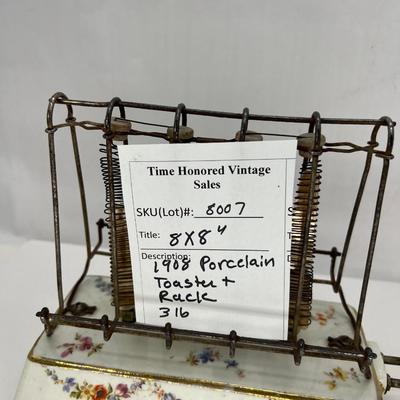 Time Honored Vintage
Sales
SKU(Lot)#: 8007
Title: 8x8"
Description:
1908 Porcelain
Toaster +
Rack
316